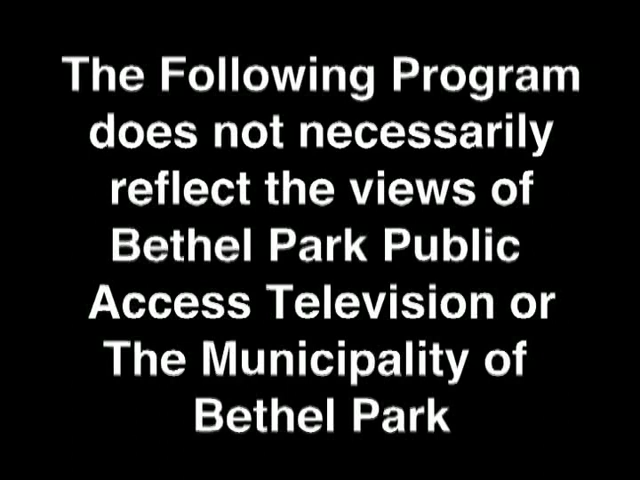 The Following Program
does not necessarily
reflect the views of
Bethel Park Public
Access Television or
The Municipality of
Bethel Park